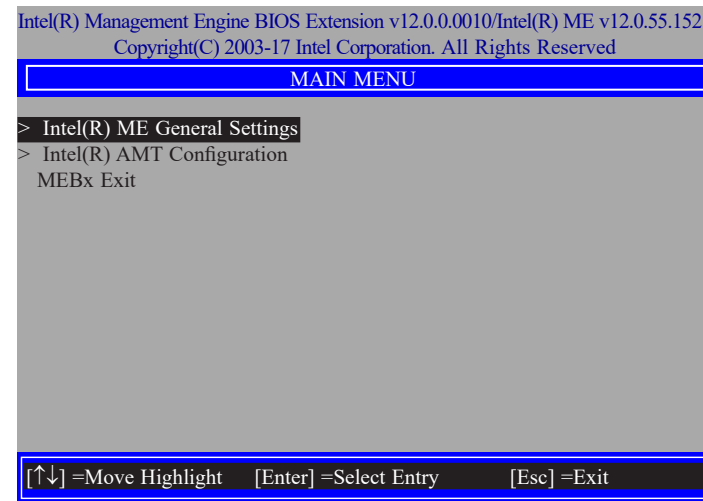 Intel(R) Management Engine BIOS Extension v12.0.0.0010/Intel(R) ME v12.0.55.152
Copyright(C) 2003-17 Intel Corporation. All Rights Reserved
MAIN MENU
> Intel(R) ME General Settings
> Intel(R) AMT Configuration
MEBx Exit
[↑↓] =Move Highlight [Enter] =Select Entry [Esc] =Exit